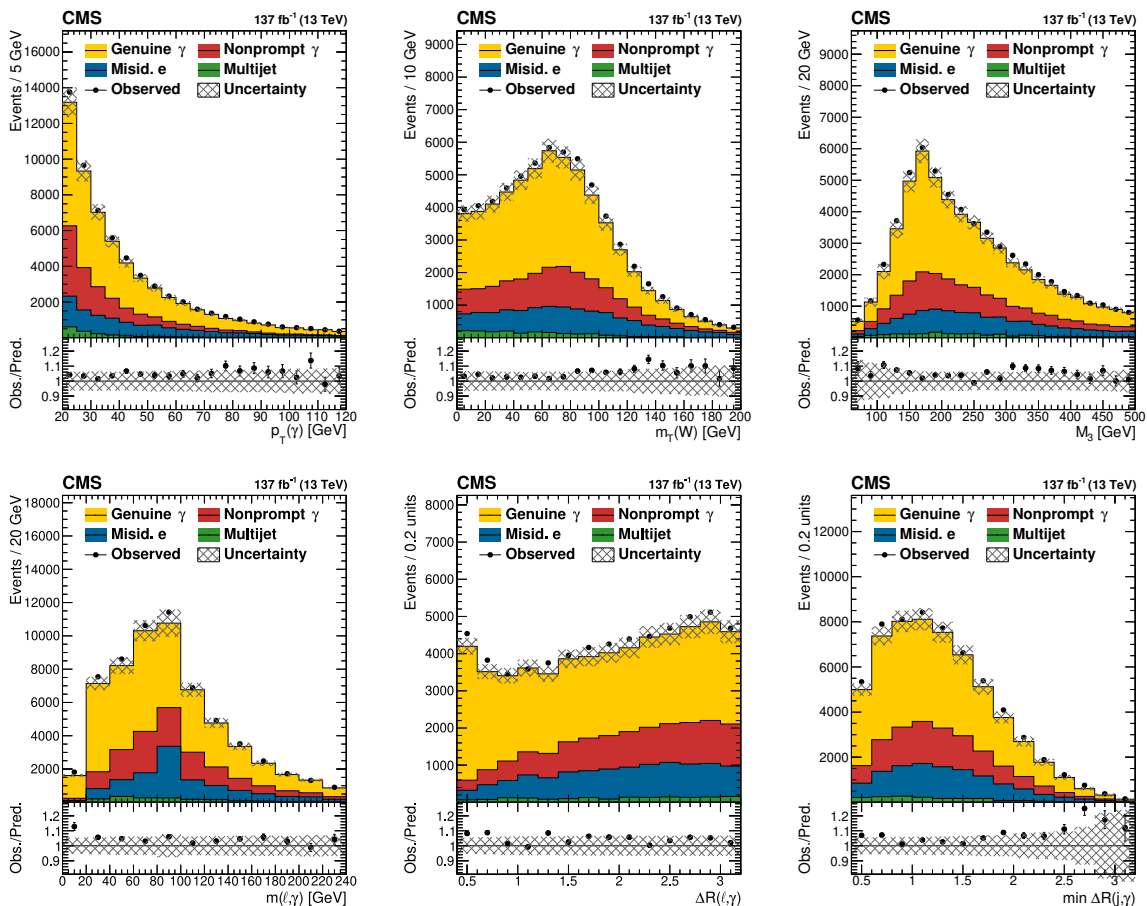 CMS 137 fb⁻¹ (13 TeV)
Events / 5 GeV
16000
14000
12000
10000
8000
6000
4000
2000
Genuine γ Nonprompt γ
Misid. e Multijet
Observed Uncertainty
Obs./Pred.
1.2
1.1
1
0.9
20 30 40 50 60 70 80 90 100 110 120
p_T(γ) [GeV]
CMS 137 fb⁻¹ (13 TeV)
Events / 10 GeV
9000
8000
7000
6000
5000
4000
3000
2000
1000
Genuine γ Nonprompt γ
Misid. e Multijet
Observed Uncertainty
Obs./Pred.
1.2
1.1
1
0.9
0 20 40 60 80 100 120 140 160 180 200
m_T(W) [GeV]
CMS 137 fb⁻¹ (13 TeV)
Events / 20 GeV
9000
8000
7000
6000
5000
4000
3000
2000
1000
Genuine γ Nonprompt γ
Misid. e Multijet
Observed Uncertainty
Obs./Pred.
1.2
1.1
1
0.9
100 150 200 250 300 350 400 450 500
M_3 [GeV]
CMS 137 fb⁻¹ (13 TeV)
Events / 20 GeV
18000
16000
14000
12000
10000
8000
6000
4000
2000
Genuine γ Nonprompt γ
Misid. e Multijet
Observed Uncertainty
Obs./Pred.
1.2
1.1
1
0.9
0 20 40 60 80 100 120 140 160 180 200 220 240
m(ℓ,γ) [GeV]
CMS 137 fb⁻¹ (13 TeV)
Events / 0.2 units
8000
7000
6000
5000
4000
3000
2000
1000
Genuine γ Nonprompt γ
Misid. e Multijet
Observed Uncertainty
Obs./Pred.
1.2
1.1
1
0.9
0.5 1 1.5 2 2.5 3
ΔR(ℓ,γ)
CMS 137 fb⁻¹ (13 TeV)
Events / 0.2 units
12000
10000
8000
6000
4000
2000
Genuine γ Nonprompt γ
Misid. e Multijet
Observed Uncertainty
Obs./Pred.
1.2
1.1
1
0.9
0.5 1 1.5 2 2.5 3
min ΔR(j,γ)